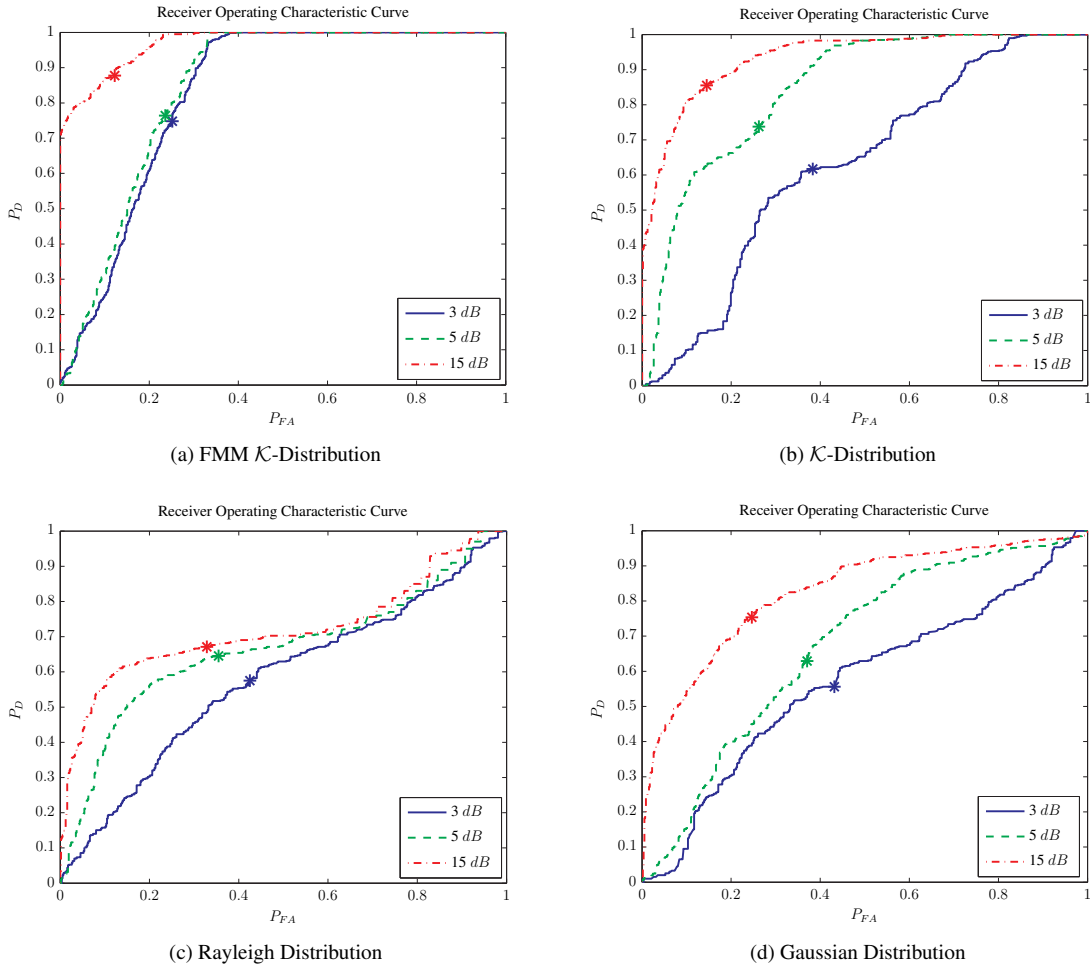 Receiver Operating Characteristic Curve
1
0.9
0.8
0.7
0.6
0.5
0.4
0.3
0.2
0.1
0
P_D
0 0.2 0.4 0.6 0.8 1
P_{FA}
3 dB
5 dB
15 dB
(a) FMM 𝒦-Distribution
Receiver Operating Characteristic Curve
1
0.9
0.8
0.7
0.6
0.5
0.4
0.3
0.2
0.1
0
P_D
0 0.2 0.4 0.6 0.8 1
P_{FA}
3 dB
5 dB
15 dB
(b) 𝒦-Distribution
Receiver Operating Characteristic Curve
1
0.9
0.8
0.7
0.6
0.5
0.4
0.3
0.2
0.1
0
P_D
0 0.2 0.4 0.6 0.8 1
P_{FA}
3 dB
5 dB
15 dB
(c) Rayleigh Distribution
Receiver Operating Characteristic Curve
1
0.9
0.8
0.7
0.6
0.5
0.4
0.3
0.2
0.1
0
P_D
0 0.2 0.4 0.6 0.8 1
P_{FA}
3 dB
5 dB
15 dB
(d) Gaussian Distribution